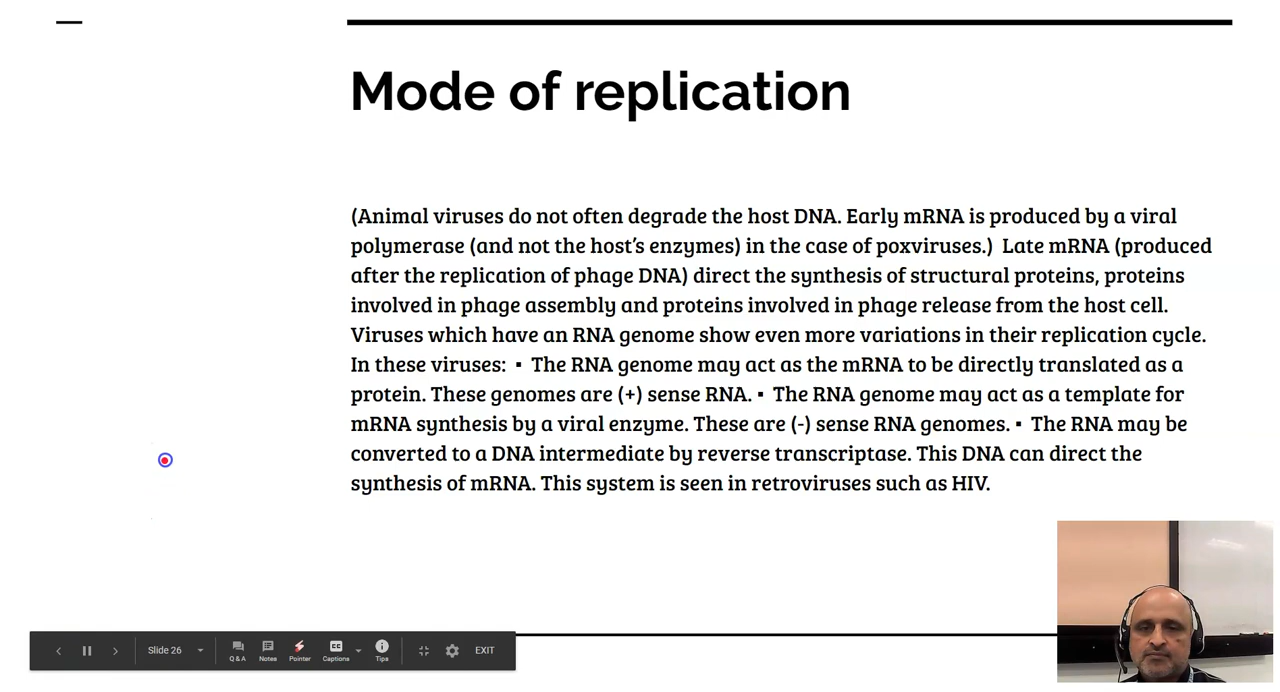 Mode of replication
(Animal viruses do not often degrade the host DNA. Early mRNA is produced by a viral
polymerase (and not the host’s enzymes) in the case of poxviruses.)  Late mRNA (produced
after the replication of phage DNA) direct the synthesis of structural proteins, proteins
involved in phage assembly and proteins involved in phage release from the host cell.
Viruses which have an RNA genome show even more variations in their replication cycle.
In these viruses: ▪ The RNA genome may act as the mRNA to be directly translated as a
protein. These genomes are (+) sense RNA. ▪ The RNA genome may act as a template for
mRNA synthesis by a viral enzyme. These are (-) sense RNA genomes. ▪ The RNA may be
converted to a DNA intermediate by reverse transcriptase. This DNA can direct the
synthesis of mRNA. This system is seen in retroviruses such as HIV.
Slide 26
Q & A Notes Pointer Captions Tips EXIT
CC